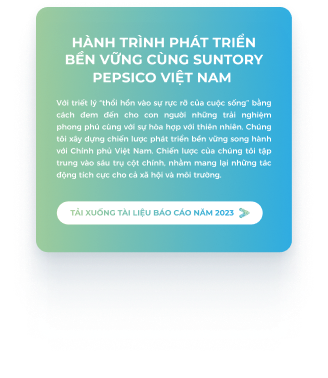 HÀNH TRÌNH PHÁT TRIỂN
BỀN VỮNG CÙNG SUNTORY
PEPSICO VIỆT NAM
Với triết lý "thổi hồn vào sự rực rỡ của cuộc sống" bằng
cách đem đến cho con người những trải nghiệm
phong phú cùng với sự hòa hợp với thiên nhiên. Chúng
tôi xây dựng chiến lược phát triển bền vững song hành
với Chính phủ Việt Nam. Chiến lược của chúng tôi tập
trung vào sáu trụ cột chính, nhằm mang lại những tác
động tích cực cho cả xã hội và môi trường.
TẢI XUỐNG TÀI LIỆU BÁO CÁO NĂM 2023